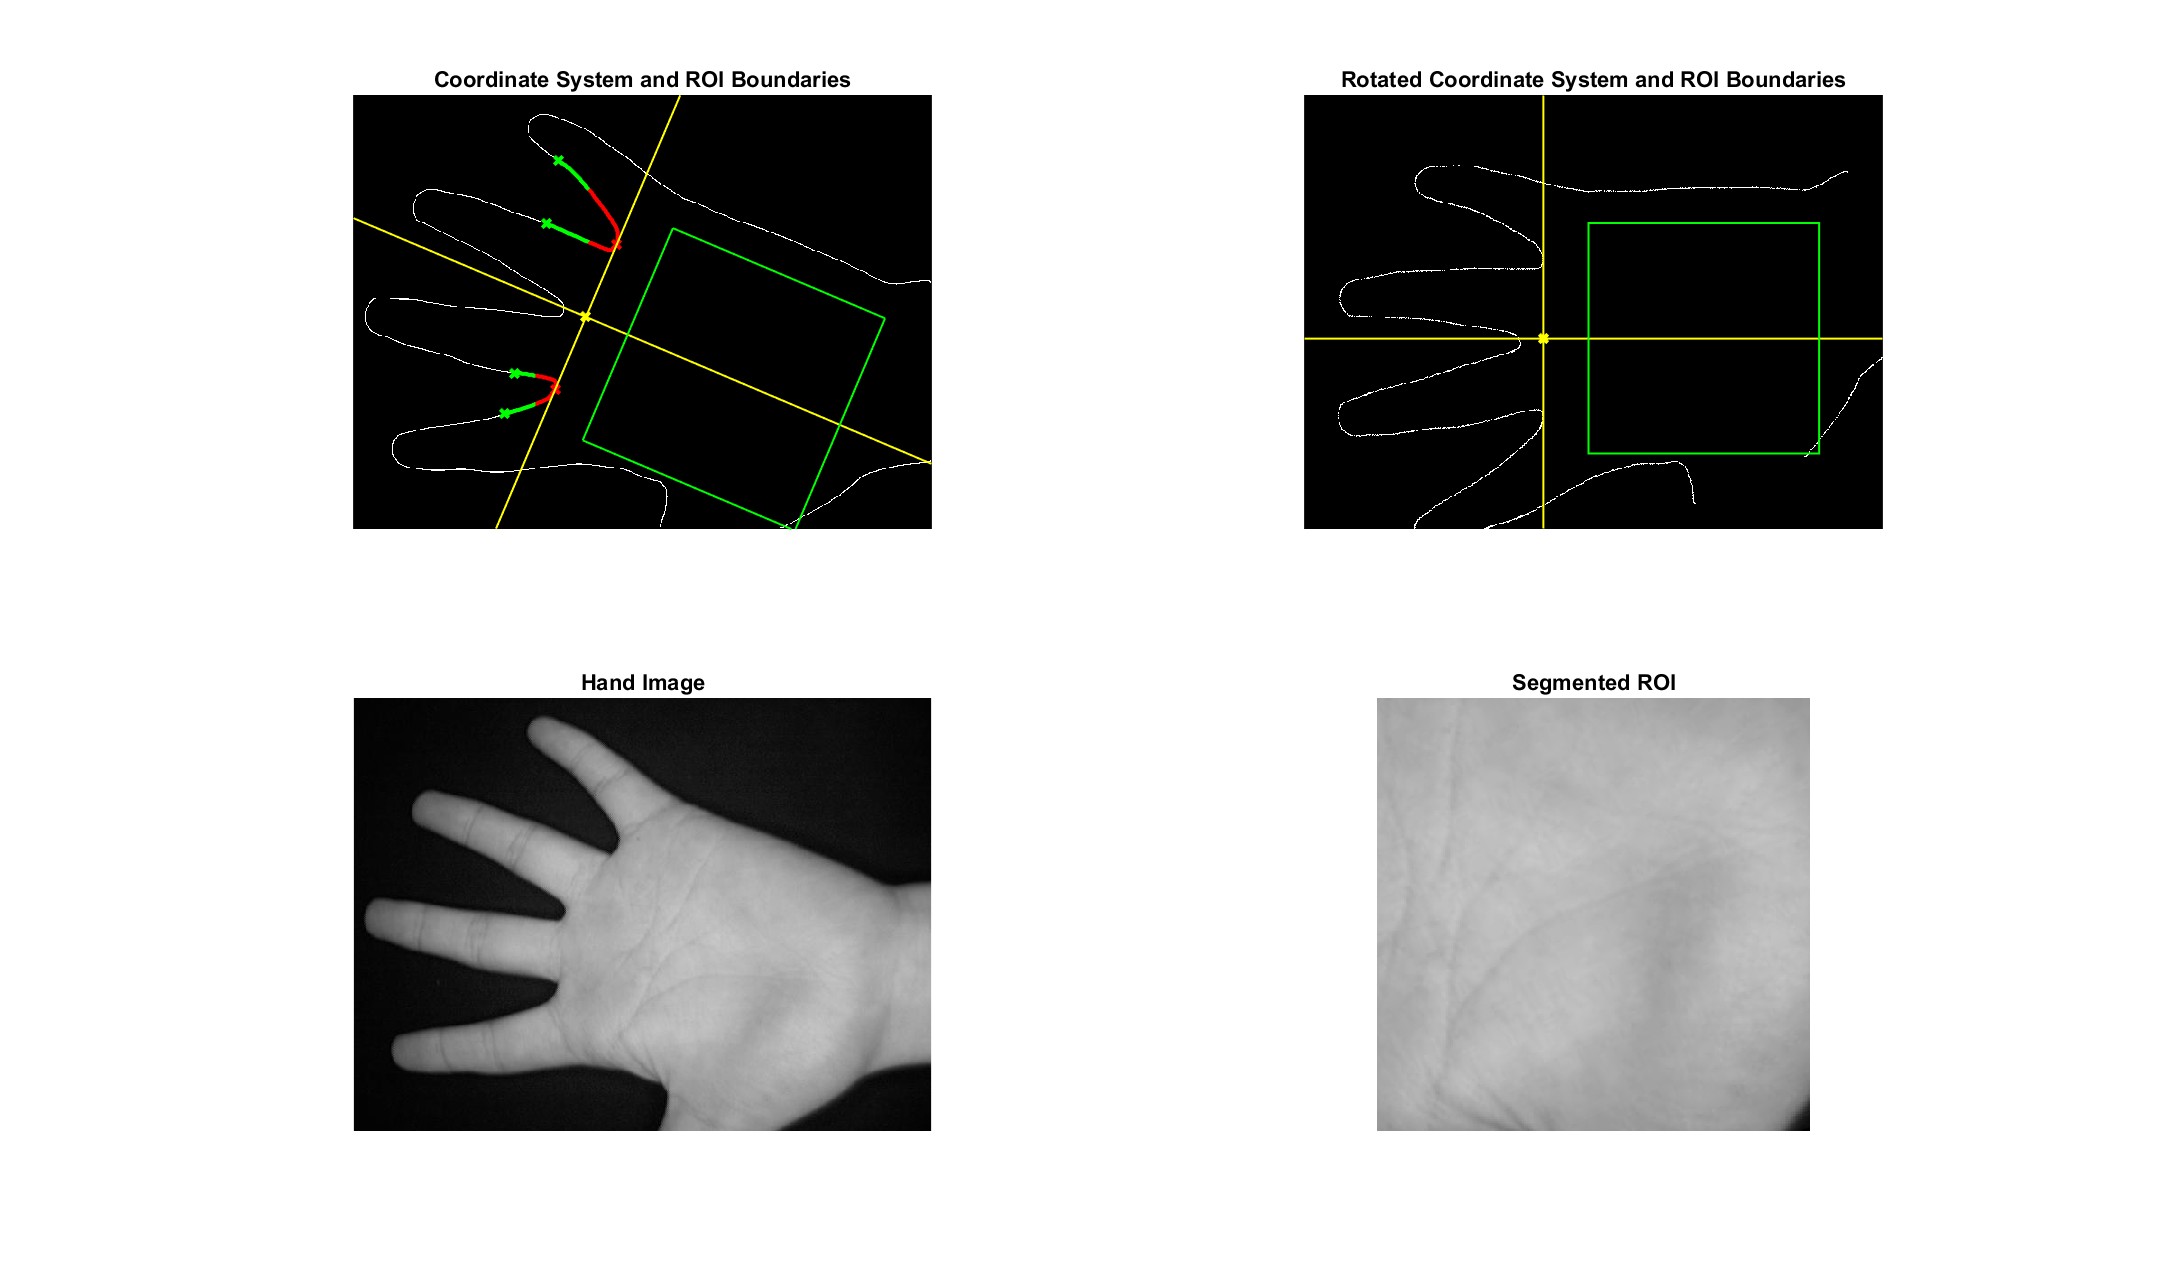 Coordinate System and ROI Boundaries
Rotated Coordinate System and ROI Boundaries
Hand Image
Segmented ROI